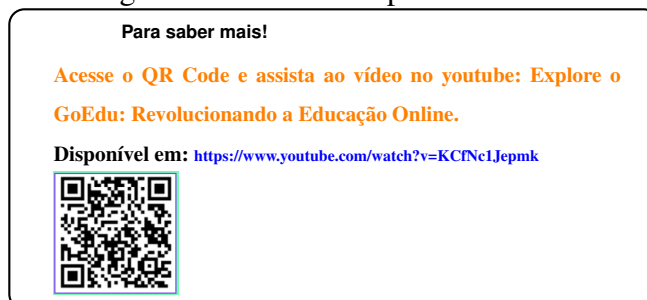 Para saber mais!
Acesse o QR Code e assista ao vídeo no youtube: Explore o
GoEdu: Revolucionando a Educação Online.
Disponível em: https://www.youtube.com/watch?v=KCfNc1Jepmk